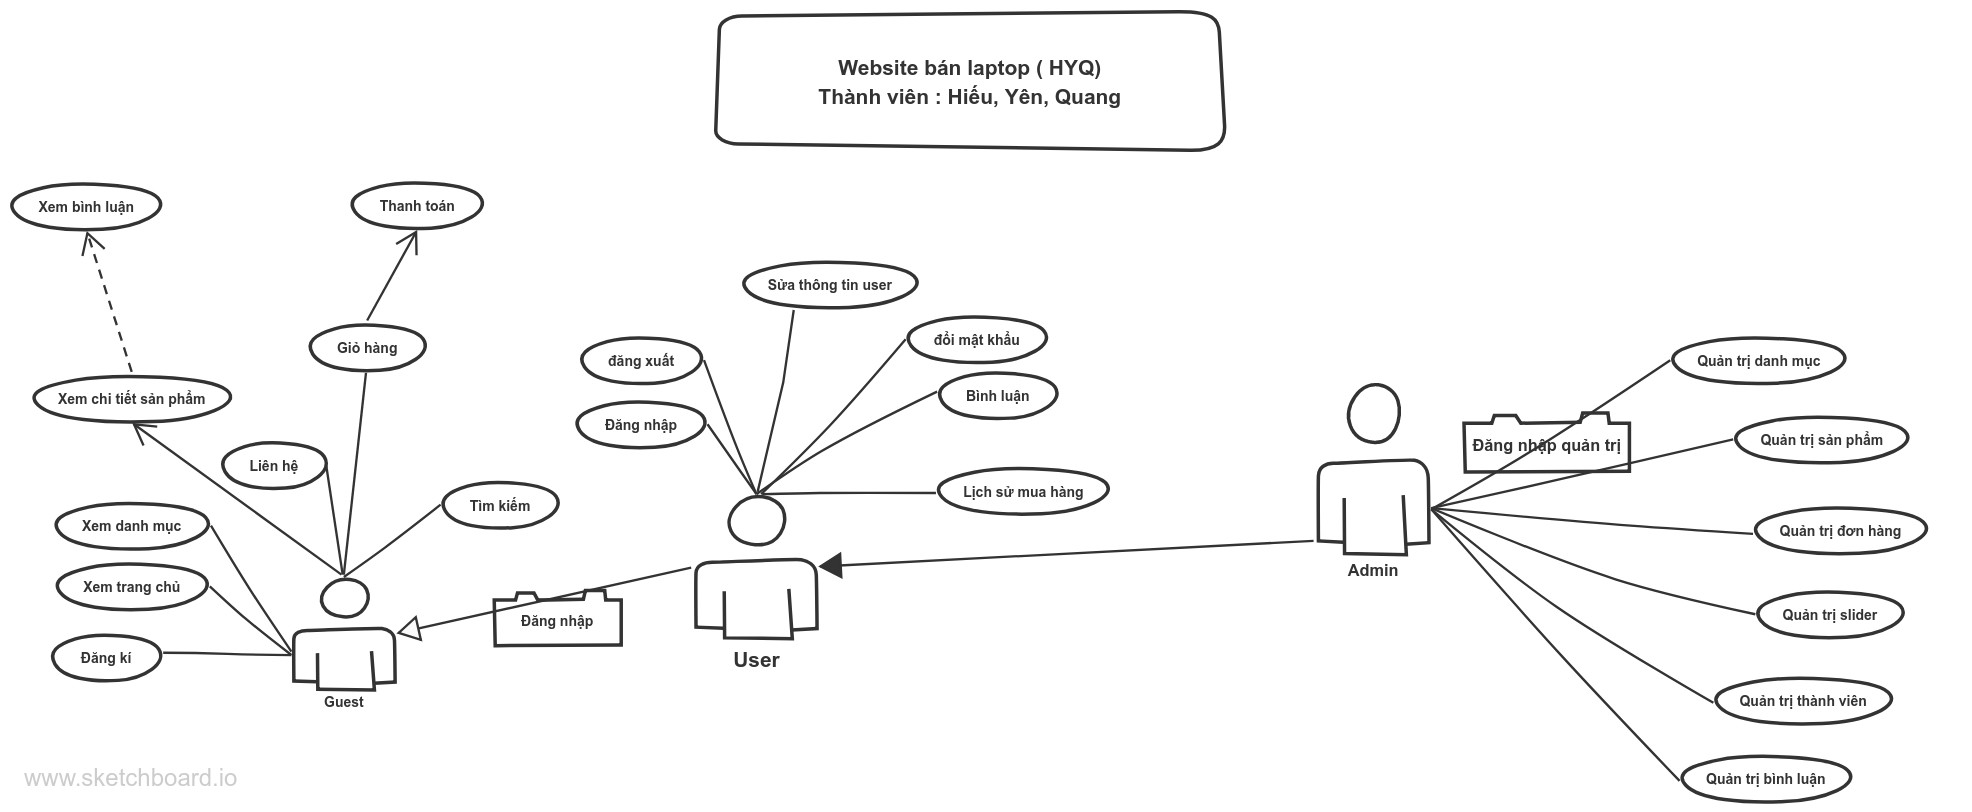 Website bán laptop ( HYQ)
Thành viên : Hiếu, Yên, Quang
Xem bình luận
Thanh toán
Sửa thông tin user
Giỏ hàng
đăng xuất
đổi mật khẩu
Quản trị danh mục
Xem chi tiết sản phẩm
Đăng nhập
Bình luận
Đăng nhập quản trị
Quản trị sản phẩm
Liên hệ
Tìm kiếm
Lịch sử mua hàng
Xem danh mục
Quản trị đơn hàng
Xem trang chủ
Admin
Đăng nhập
Quản trị slider
Đăng kí
User
Guest
Quản trị thành viên
Quản trị bình luận
www.sketchboard.io